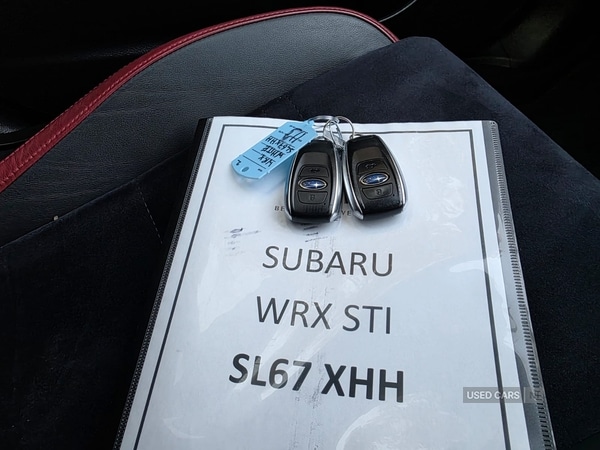 SUBARU
WRX STI
SL67 XHH
USED CARS